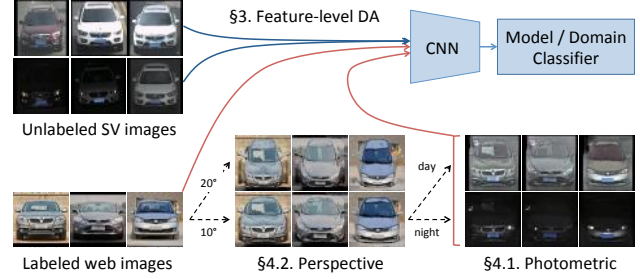 §3. Feature-level DA
CNN
Model / Domain
Classifier
Unlabeled SV images
20°
10°
day
night
Labeled web images
§4.2. Perspective
§4.1. Photometric